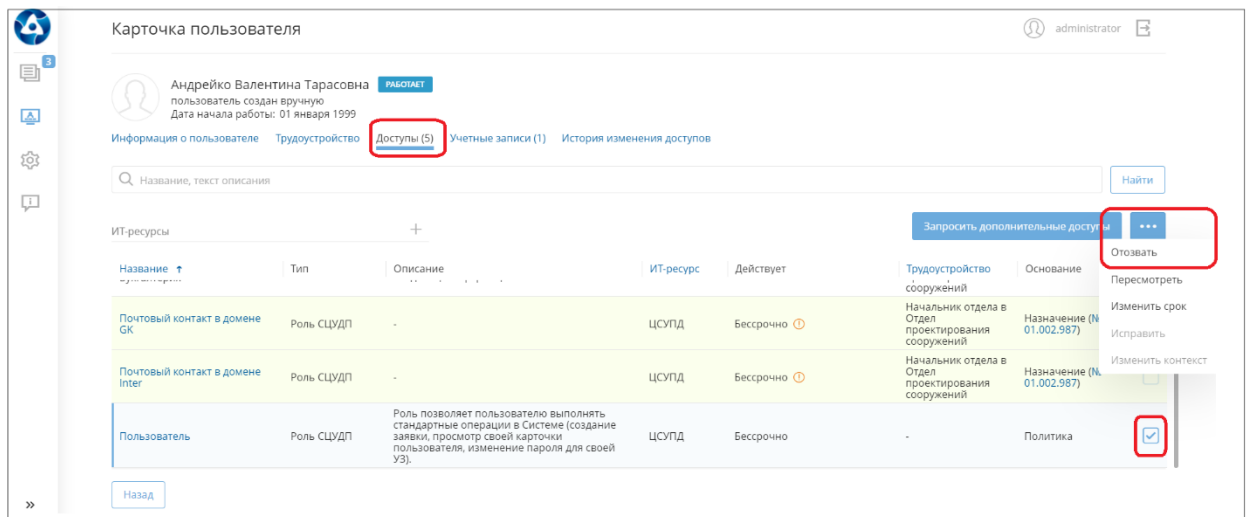 Карточка пользователя
administrator
3
Андрейко Валентина Тарасовна РАБОТАЕТ
пользователь создан вручную
Дата начала работы: 01 января 1999
Информация о пользователе Трудоустройство Доступы (5) Учетные записи (1) История изменения доступов
Название, текст описания Найти
ИТ-ресурсы + Запросить дополнительные доступы ...
Отозвать
Пересмотреть
Изменить срок
Исправить
Изменить контекст
Название ↑ Тип Описание ИТ-ресурс Действует Трудоустройство Основание
сооружений
Почтовый контакт в домене
GK
Роль СЦУДП - ЦСУПД Бессрочно
Начальник отдела в
Отдел
проектирования
сооружений
Назначение (№
01.002.987)
Почтовый контакт в домене
Inter
Роль СЦУДП - ЦСУПД Бессрочно
Начальник отдела в
Отдел
проектирования
сооружений
Назначение (№
01.002.987)
Пользователь Роль СЦУДП
Роль позволяет пользователю выполнять
стандартные операции в Системе (создание
заявки, просмотр своей карточки
пользователя, изменение пароля для своей
УЗ).
ЦСУПД Бессрочно - Политика
Назад
»